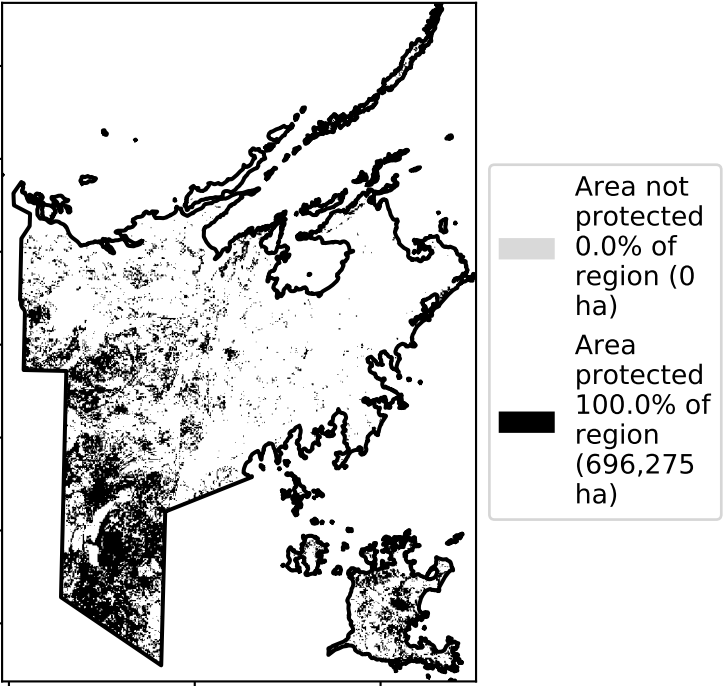 Area not
protected
0.0% of
region (0
ha)
Area
protected
100.0% of
region
(696,275
ha)